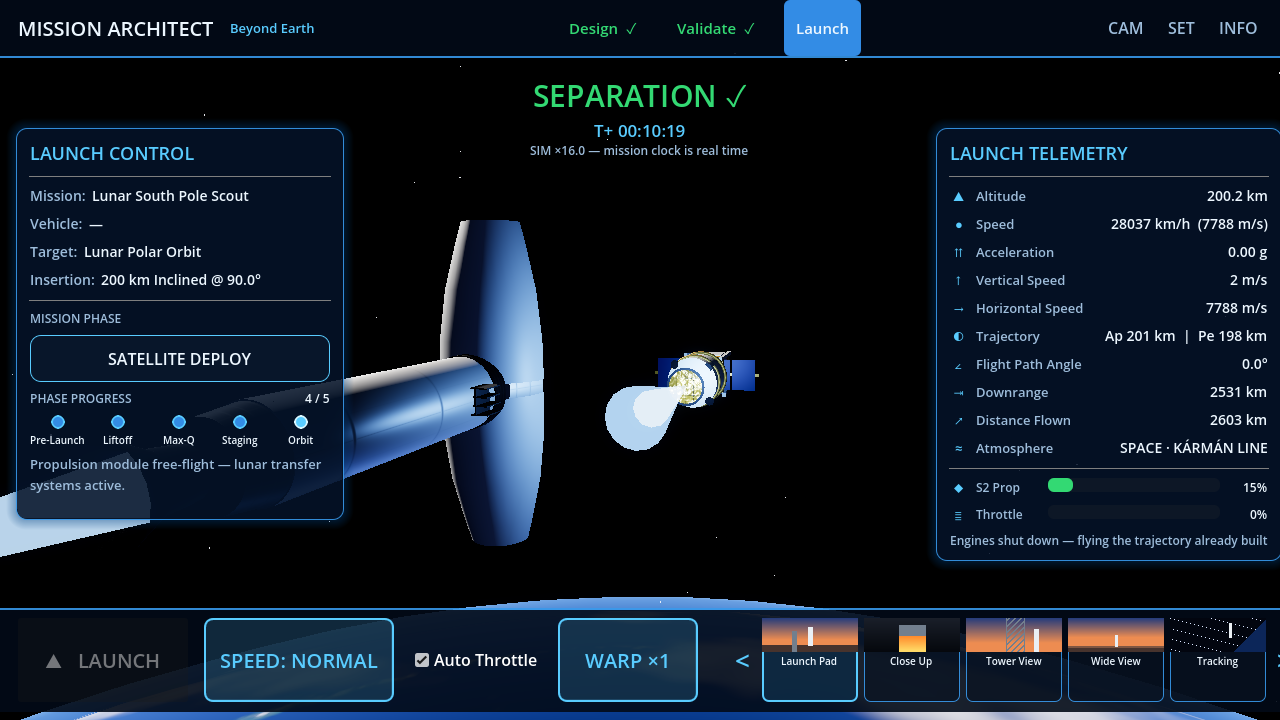 MISSION ARCHITECT Beyond Earth Design ✓ Validate ✓ Launch CAM SET INFO
SEPARATION ✓
T+ 00:10:19
SIM ×16.0 — mission clock is real time
LAUNCH CONTROL
Mission: Lunar South Pole Scout
Vehicle: —
Target: Lunar Polar Orbit
Insertion: 200 km Inclined @ 90.0°
MISSION PHASE
SATELLITE DEPLOY
PHASE PROGRESS 4 / 5
Pre-Launch Liftoff Max-Q Staging Orbit
Propulsion module free-flight — lunar transfer
systems active.
LAUNCH TELEMETRY
Altitude 200.2 km
Speed 28037 km/h (7788 m/s)
Acceleration 0.00 g
Vertical Speed 2 m/s
Horizontal Speed 7788 m/s
Trajectory Ap 201 km | Pe 198 km
Flight Path Angle 0.0°
Downrange 2531 km
Distance Flown 2603 km
Atmosphere SPACE · KÁRMÁN LINE
S2 Prop 15%
Throttle 0%
Engines shut down — flying the trajectory already built
▲ LAUNCH
SPEED: NORMAL
Auto Throttle
WARP ×1
<
Launch Pad
Close Up
Tower View
Wide View
Tracking